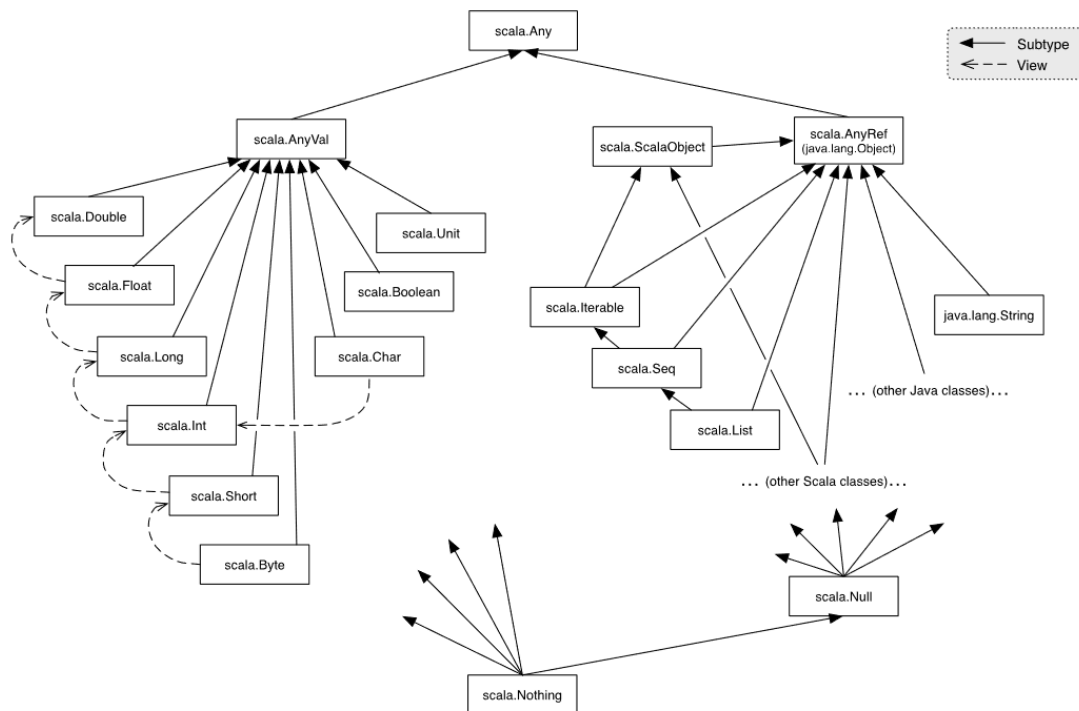 scala.Any
Subtype
View
scala.AnyVal
scala.ScalaObject
scala.AnyRef
(java.lang.Object)
scala.Double
scala.Unit
scala.Float
scala.Boolean
scala.Iterable
java.lang.String
scala.Long
scala.Char
scala.Seq
... (other Java classes)...
scala.Int
scala.List
scala.Short
... (other Scala classes)...
scala.Byte
scala.Null
scala.Nothing